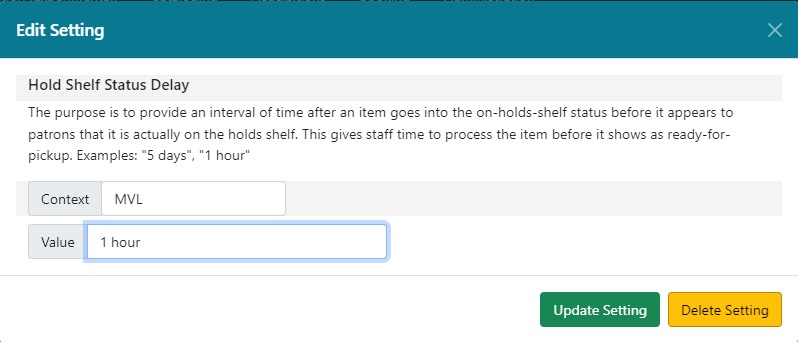 Edit Setting
Hold Shelf Status Delay
The purpose is to provide an interval of time after an item goes into the on-holds-shelf status before it appears to
patrons that it is actually on the holds shelf. This gives staff time to process the item before it shows as ready-for-
pickup. Examples: "5 days", "1 hour"
Context MVL
Value 1 hour
Update Setting Delete Setting